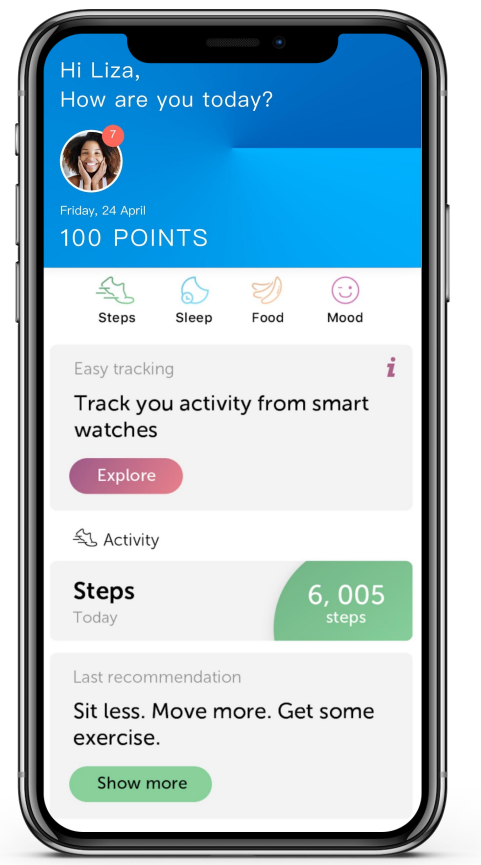 Hi Liza,
How are you today?
7
Friday, 24 April
100 POINTS
Steps Sleep Food Mood
Easy tracking
i
Track you activity from smart
watches
Explore
Activity
Steps
Today
6, 005
steps
Last recommendation
Sit less. Move more. Get some
exercise.
Show more